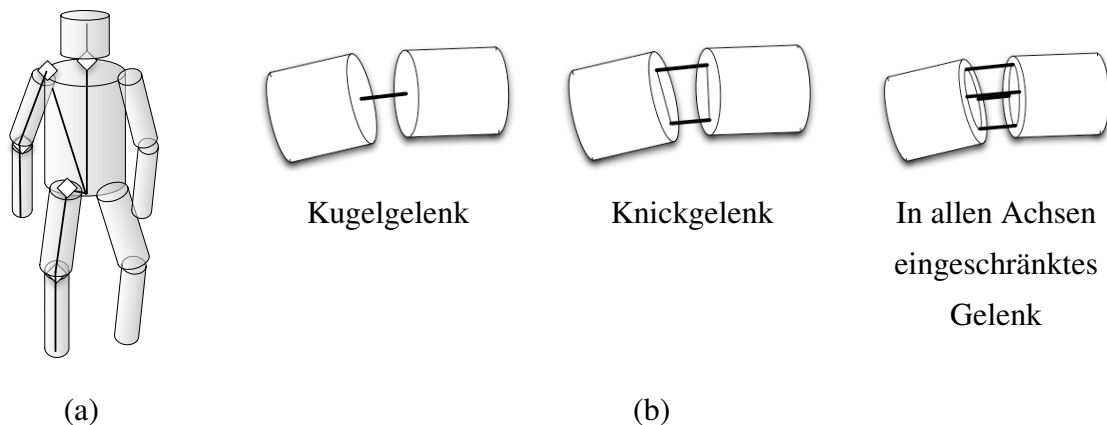 Kugelgelenk
Knickgelenk
In allen Achsen
eingeschränktes
Gelenk
(a)
(b)